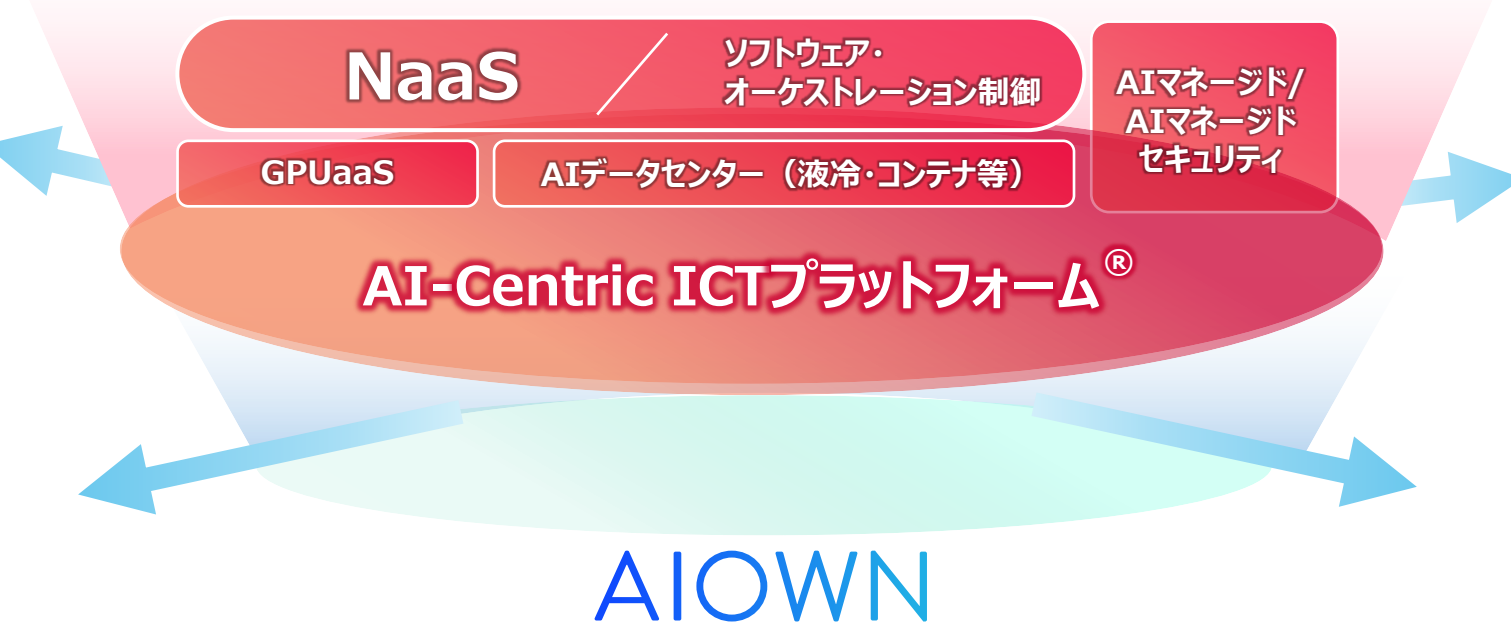 NaaS
ソフトウェア・
オーケストレーション制御
AIマネージド/
AIマネージド
セキュリティ
GPUaaS
AIデータセンター（液冷・コンテナ等）
AI-Centric ICTプラットフォーム®
AIOWN